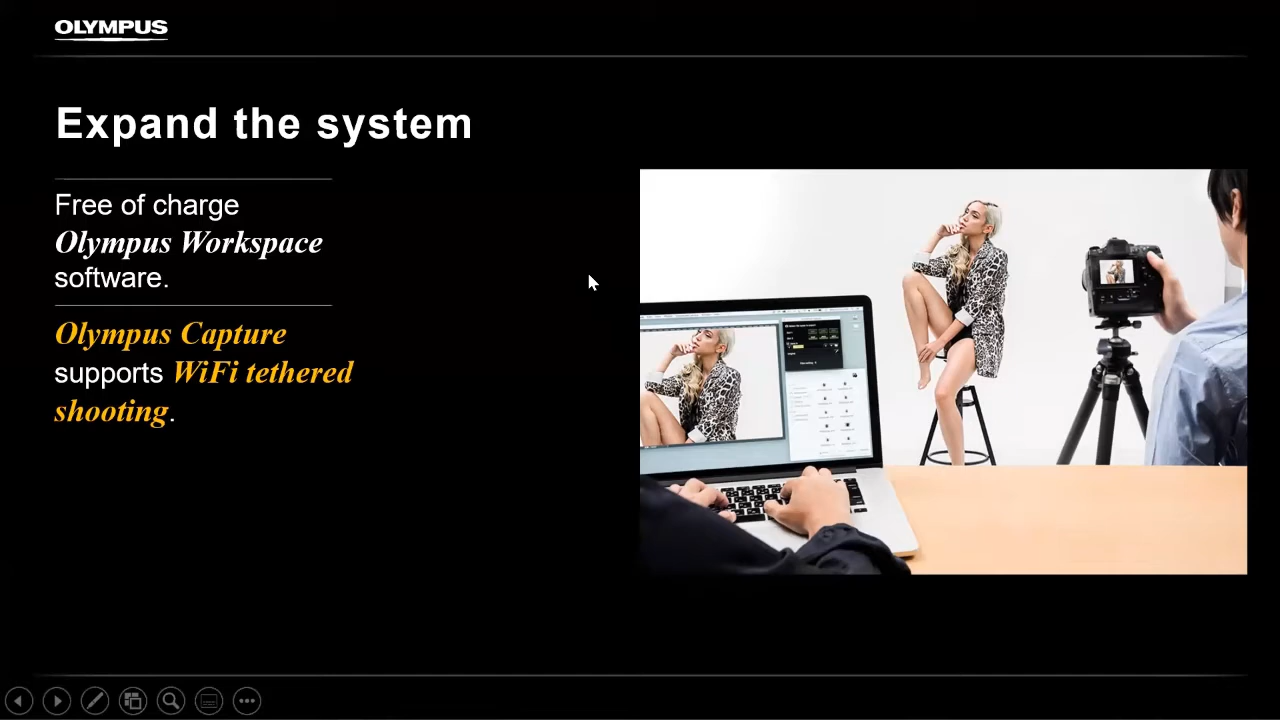 OLYMPUS
Expand the system
Free of charge
Olympus Workspace
software.
Olympus Capture
supports WiFi tethered
shooting.